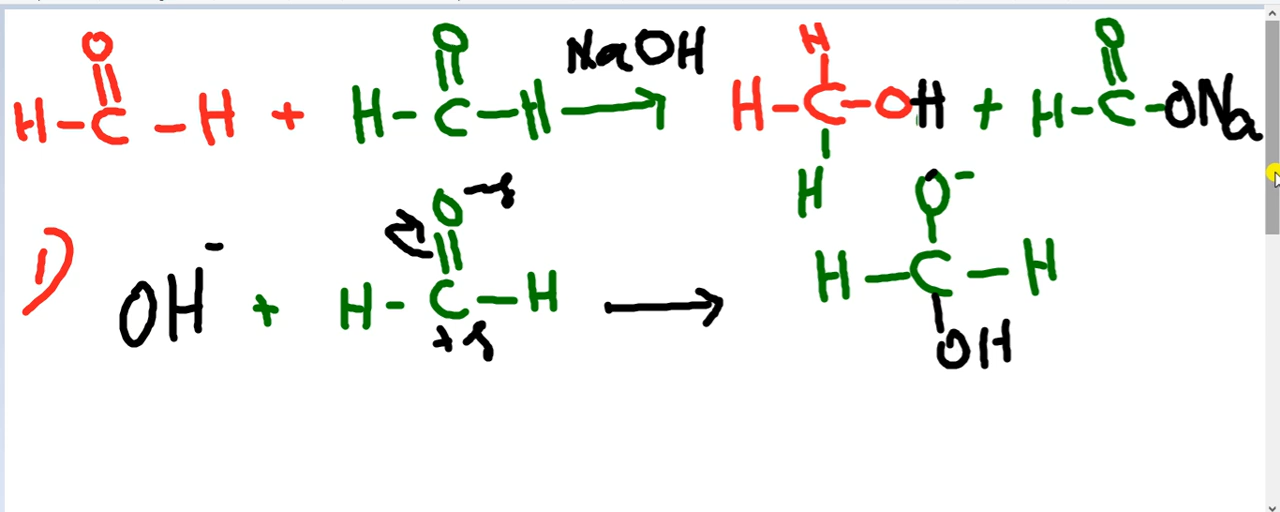 O O NaOH H O
H-C-H + H-C-H → H-C-OH + H-C-ONa
H
1) O -δ O⁻
OH⁻ + H-C-H → H-C-H
+δ OH